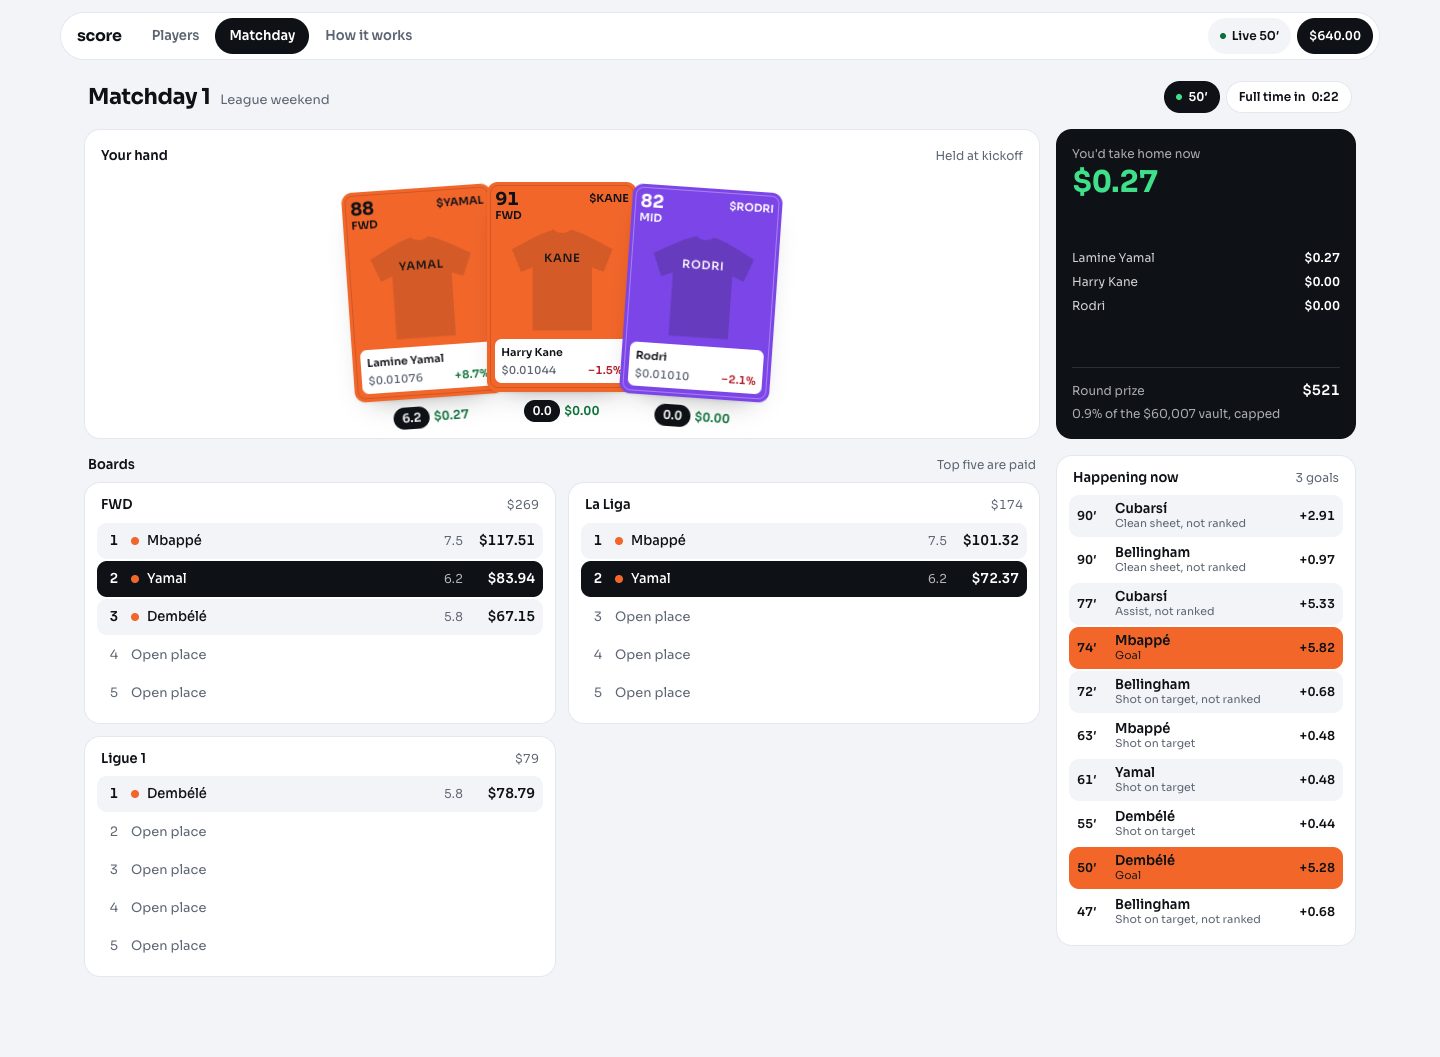 score
Players
Matchday
How it works
Live 50′
$640.00
Matchday 1
League weekend
50′
Full time in 0:22
Your hand
Held at kickoff
88
FWD
$YAMAL
YAMAL
Lamine Yamal
$0.01076
+8.7%
6.2
$0.27
91
FWD
$KANE
KANE
Harry Kane
$0.01044
−1.5%
0.0
$0.00
82
MID
$RODRI
RODRI
Rodri
$0.01010
−2.1%
0.0
$0.00
You'd take home now
$0.27
Lamine Yamal $0.27
Harry Kane $0.00
Rodri $0.00
Round prize $521
0.9% of the $60,007 vault, capped
Boards
Top five are paid
FWD $269
1 Mbappé 7.5 $117.51
2 Yamal 6.2 $83.94
3 Dembélé 5.8 $67.15
4 Open place
5 Open place
La Liga $174
1 Mbappé 7.5 $101.32
2 Yamal 6.2 $72.37
3 Open place
4 Open place
5 Open place
Ligue 1 $79
1 Dembélé 5.8 $78.79
2 Open place
3 Open place
4 Open place
5 Open place
Happening now 3 goals
90′ Cubarsí +2.91
Clean sheet, not ranked
90′ Bellingham +0.97
Clean sheet, not ranked
77′ Cubarsí +5.33
Assist, not ranked
74′ Mbappé +5.82
Goal
72′ Bellingham +0.68
Shot on target, not ranked
63′ Mbappé +0.48
Shot on target
61′ Yamal +0.48
Shot on target
55′ Dembélé +0.44
Shot on target
50′ Dembélé +5.28
Goal
47′ Bellingham +0.68
Shot on target, not ranked